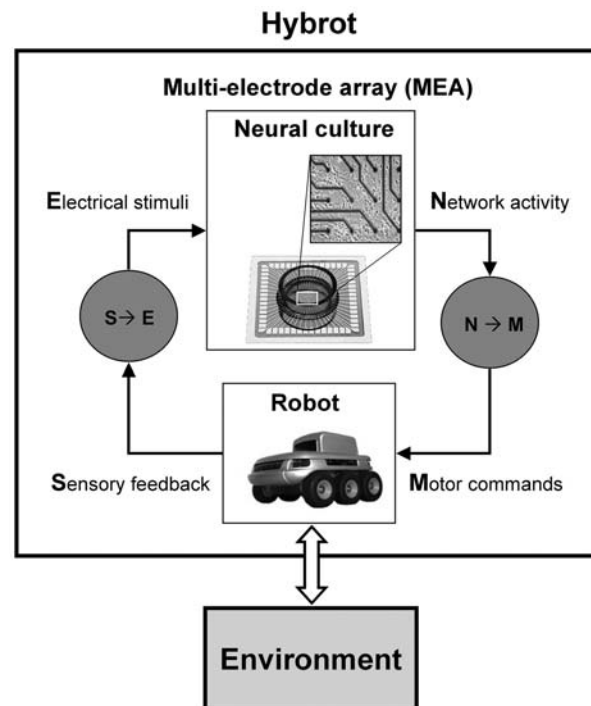 Hybrot
Multi-electrode array (MEA)
Neural culture
Electrical stimuli
Network activity
S → E
N → M
Robot
Sensory feedback
Motor commands
Environment